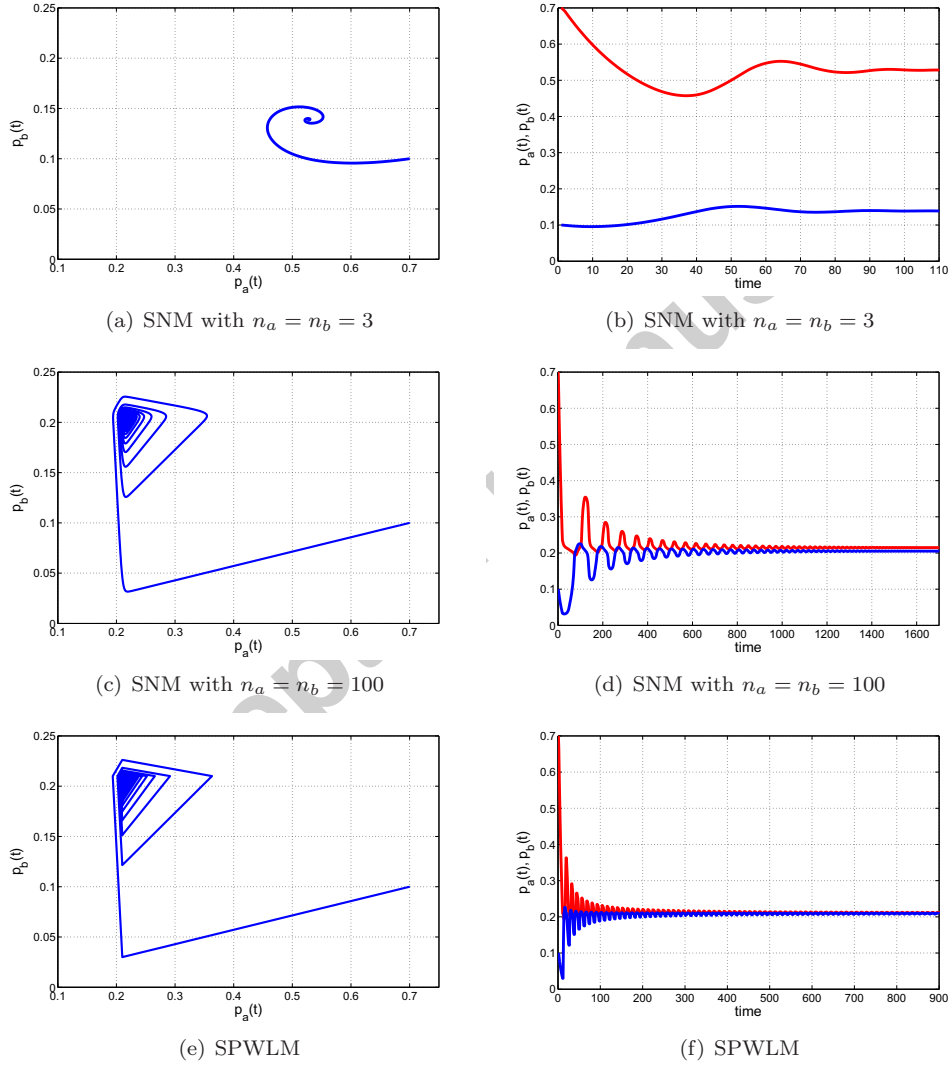 0.25
0.2
0.15
0.1
0.05
0
0.1 0.2 0.3 0.4 0.5 0.6 0.7
p_b(t)
p_a(t)
(a) SNM with n_a = n_b = 3
0.7
0.6
0.5
0.4
0.3
0.2
0.1
0
0 10 20 30 40 50 60 70 80 90 100 110
p_a(t), p_b(t)
time
(b) SNM with n_a = n_b = 3
0.25
0.2
0.15
0.1
0.05
0
0.1 0.2 0.3 0.4 0.5 0.6 0.7
p_b(t)
p_a(t)
(c) SNM with n_a = n_b = 100
0.7
0.6
0.5
0.4
0.3
0.2
0.1
0
0 200 400 600 800 1000 1200 1400 1600
p_a(t), p_b(t)
time
(d) SNM with n_a = n_b = 100
0.25
0.2
0.15
0.1
0.05
0
0.1 0.2 0.3 0.4 0.5 0.6 0.7
p_b(t)
p_a(t)
(e) SPWLM
0.7
0.6
0.5
0.4
0.3
0.2
0.1
0
0 100 200 300 400 500 600 700 800 900
p_a(t), p_b(t)
time
(f) SPWLM